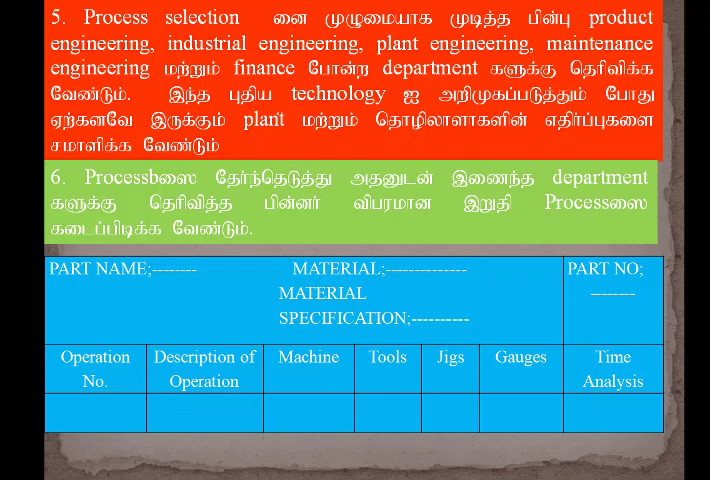 5. Process selection னை முழுமையாக முடித்த பின்பு product
engineering, industrial engineering, plant engineering, maintenance
engineering மற்றும் finance போன்ற department களுக்கு தெரிவிக்க
வேண்டும். இந்த புதிய technology ஐ அறிமுகப்படுத்தும் போது
ஏற்கனவே இருக்கும் plant மற்றும் தொழிலாளாகளின் எதிர்ப்புகளை
சமாளிக்க வேண்டும்
6. Processbஸை தேர்ந்தெடுத்து அதனுடன் இணைந்த department
களுக்கு தெரிவித்த பின்னர் விபரமான இறுதி Processஸை
கடைப்பிடிக்க வேண்டும்.
PART NAME;-------- MATERIAL;-------------- PART NO;
MATERIAL --------
SPECIFICATION;----------
Operation Description of Machine Tools Jigs Gauges Time
No. Operation Analysis